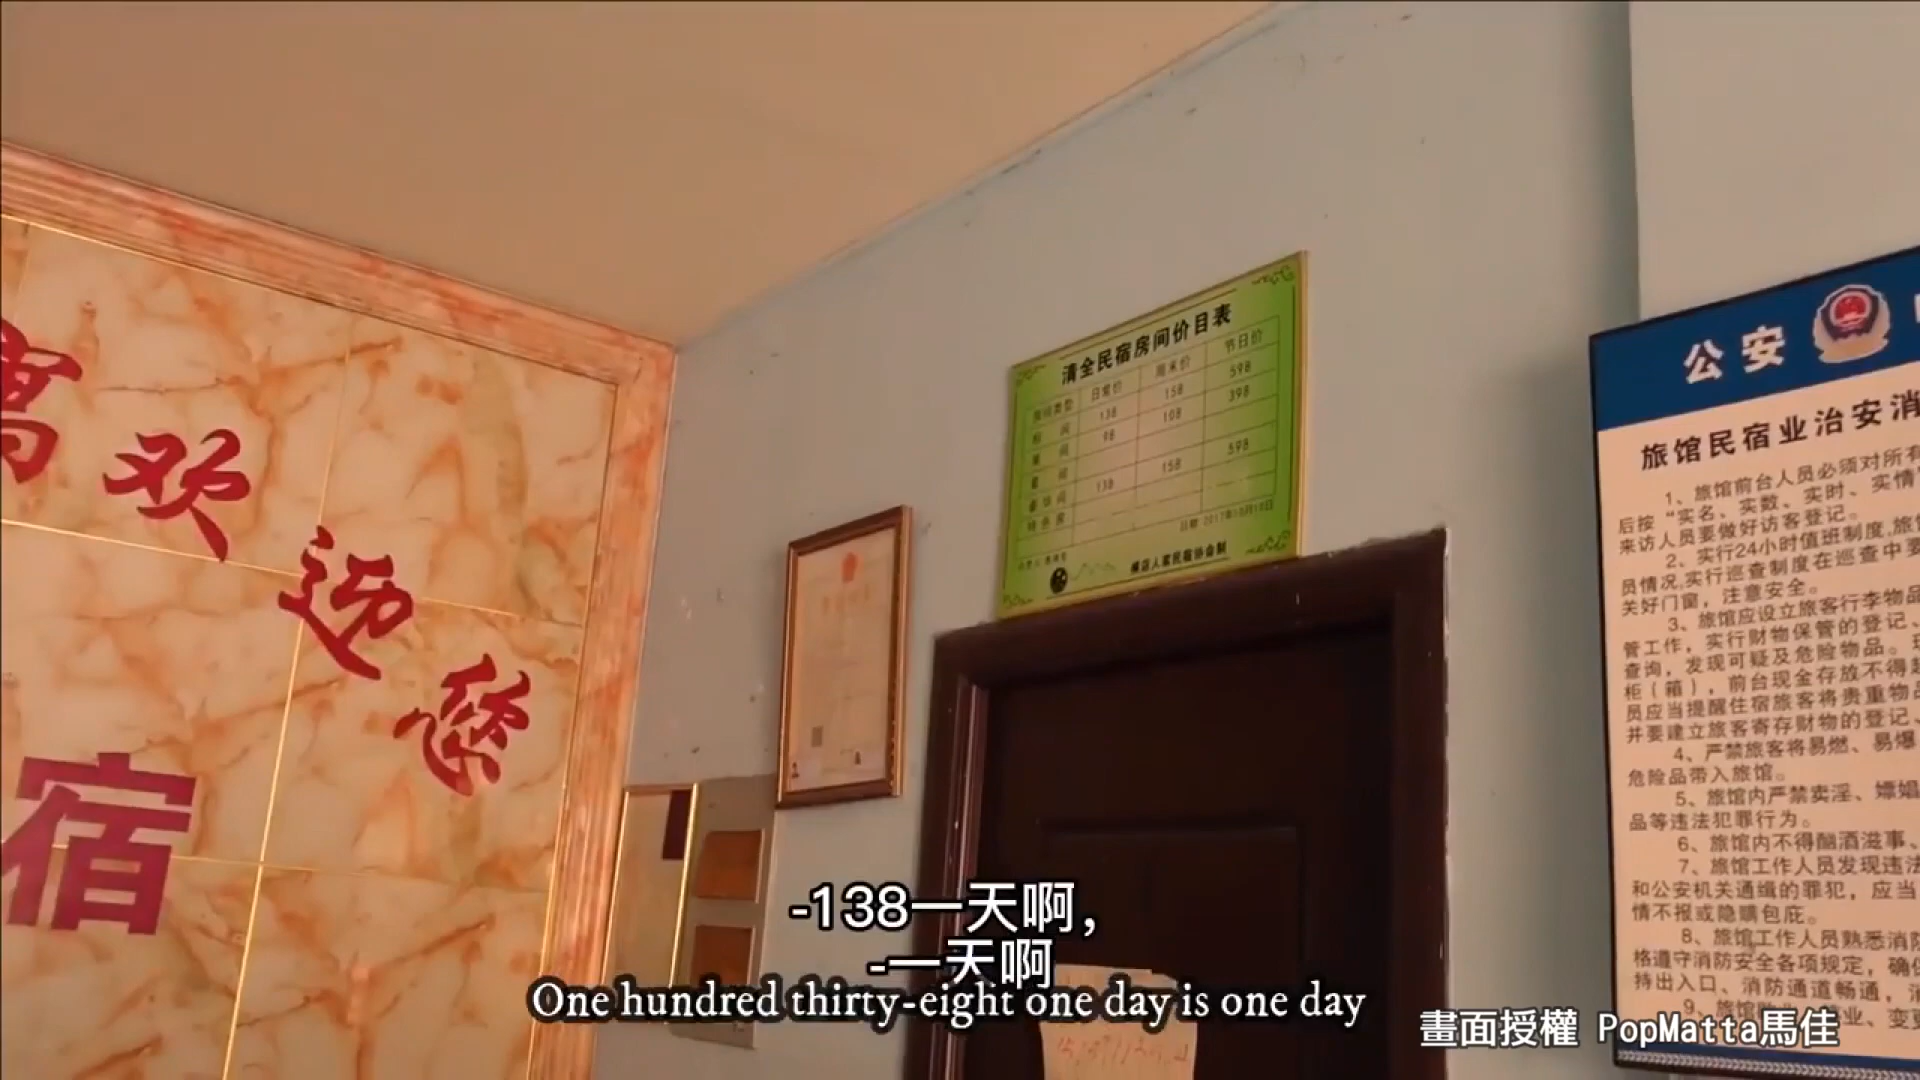 欢迎您
宿
清全民宿房间价目表
日常价 周末价 节日价
138 158 598
98 108 398
138 158 598
横店人家民宿协会制
公安
旅馆民宿业治安消
1、旅馆前台人员必须对所有
后按“实名、实数、实时、实情
来访人员要做好访客登记。
2、实行24小时值班制度,旅
员情况,实行巡查制度在巡查中要
关好门窗，注意安全。
3、旅馆应设立旅客行李物品
管工作，实行财物保管的登记、
查询，发现可疑及危险物品。
柜（箱），前台现金存放不得超
员应当提醒住宿旅客将贵重物品
并要建立旅客寄存财物的登记、
4、严禁旅客将易燃、易爆
危险品带入旅馆。
5、旅馆内严禁卖淫、嫖娼
品等违法犯罪行为。
6、旅馆内不得酗酒滋事、
7、旅馆工作人员发现违法
和公安机关通缉的罪犯，应当
情不报或隐瞒包庇。
8、旅馆工作人员熟悉消防
格遵守消防安全各项规定，确保
持出入口、消防通道畅通，
-138一天啊，
-一天啊
One hundred thirty-eight one day is one day
畫面授權 PopMatta馬佳